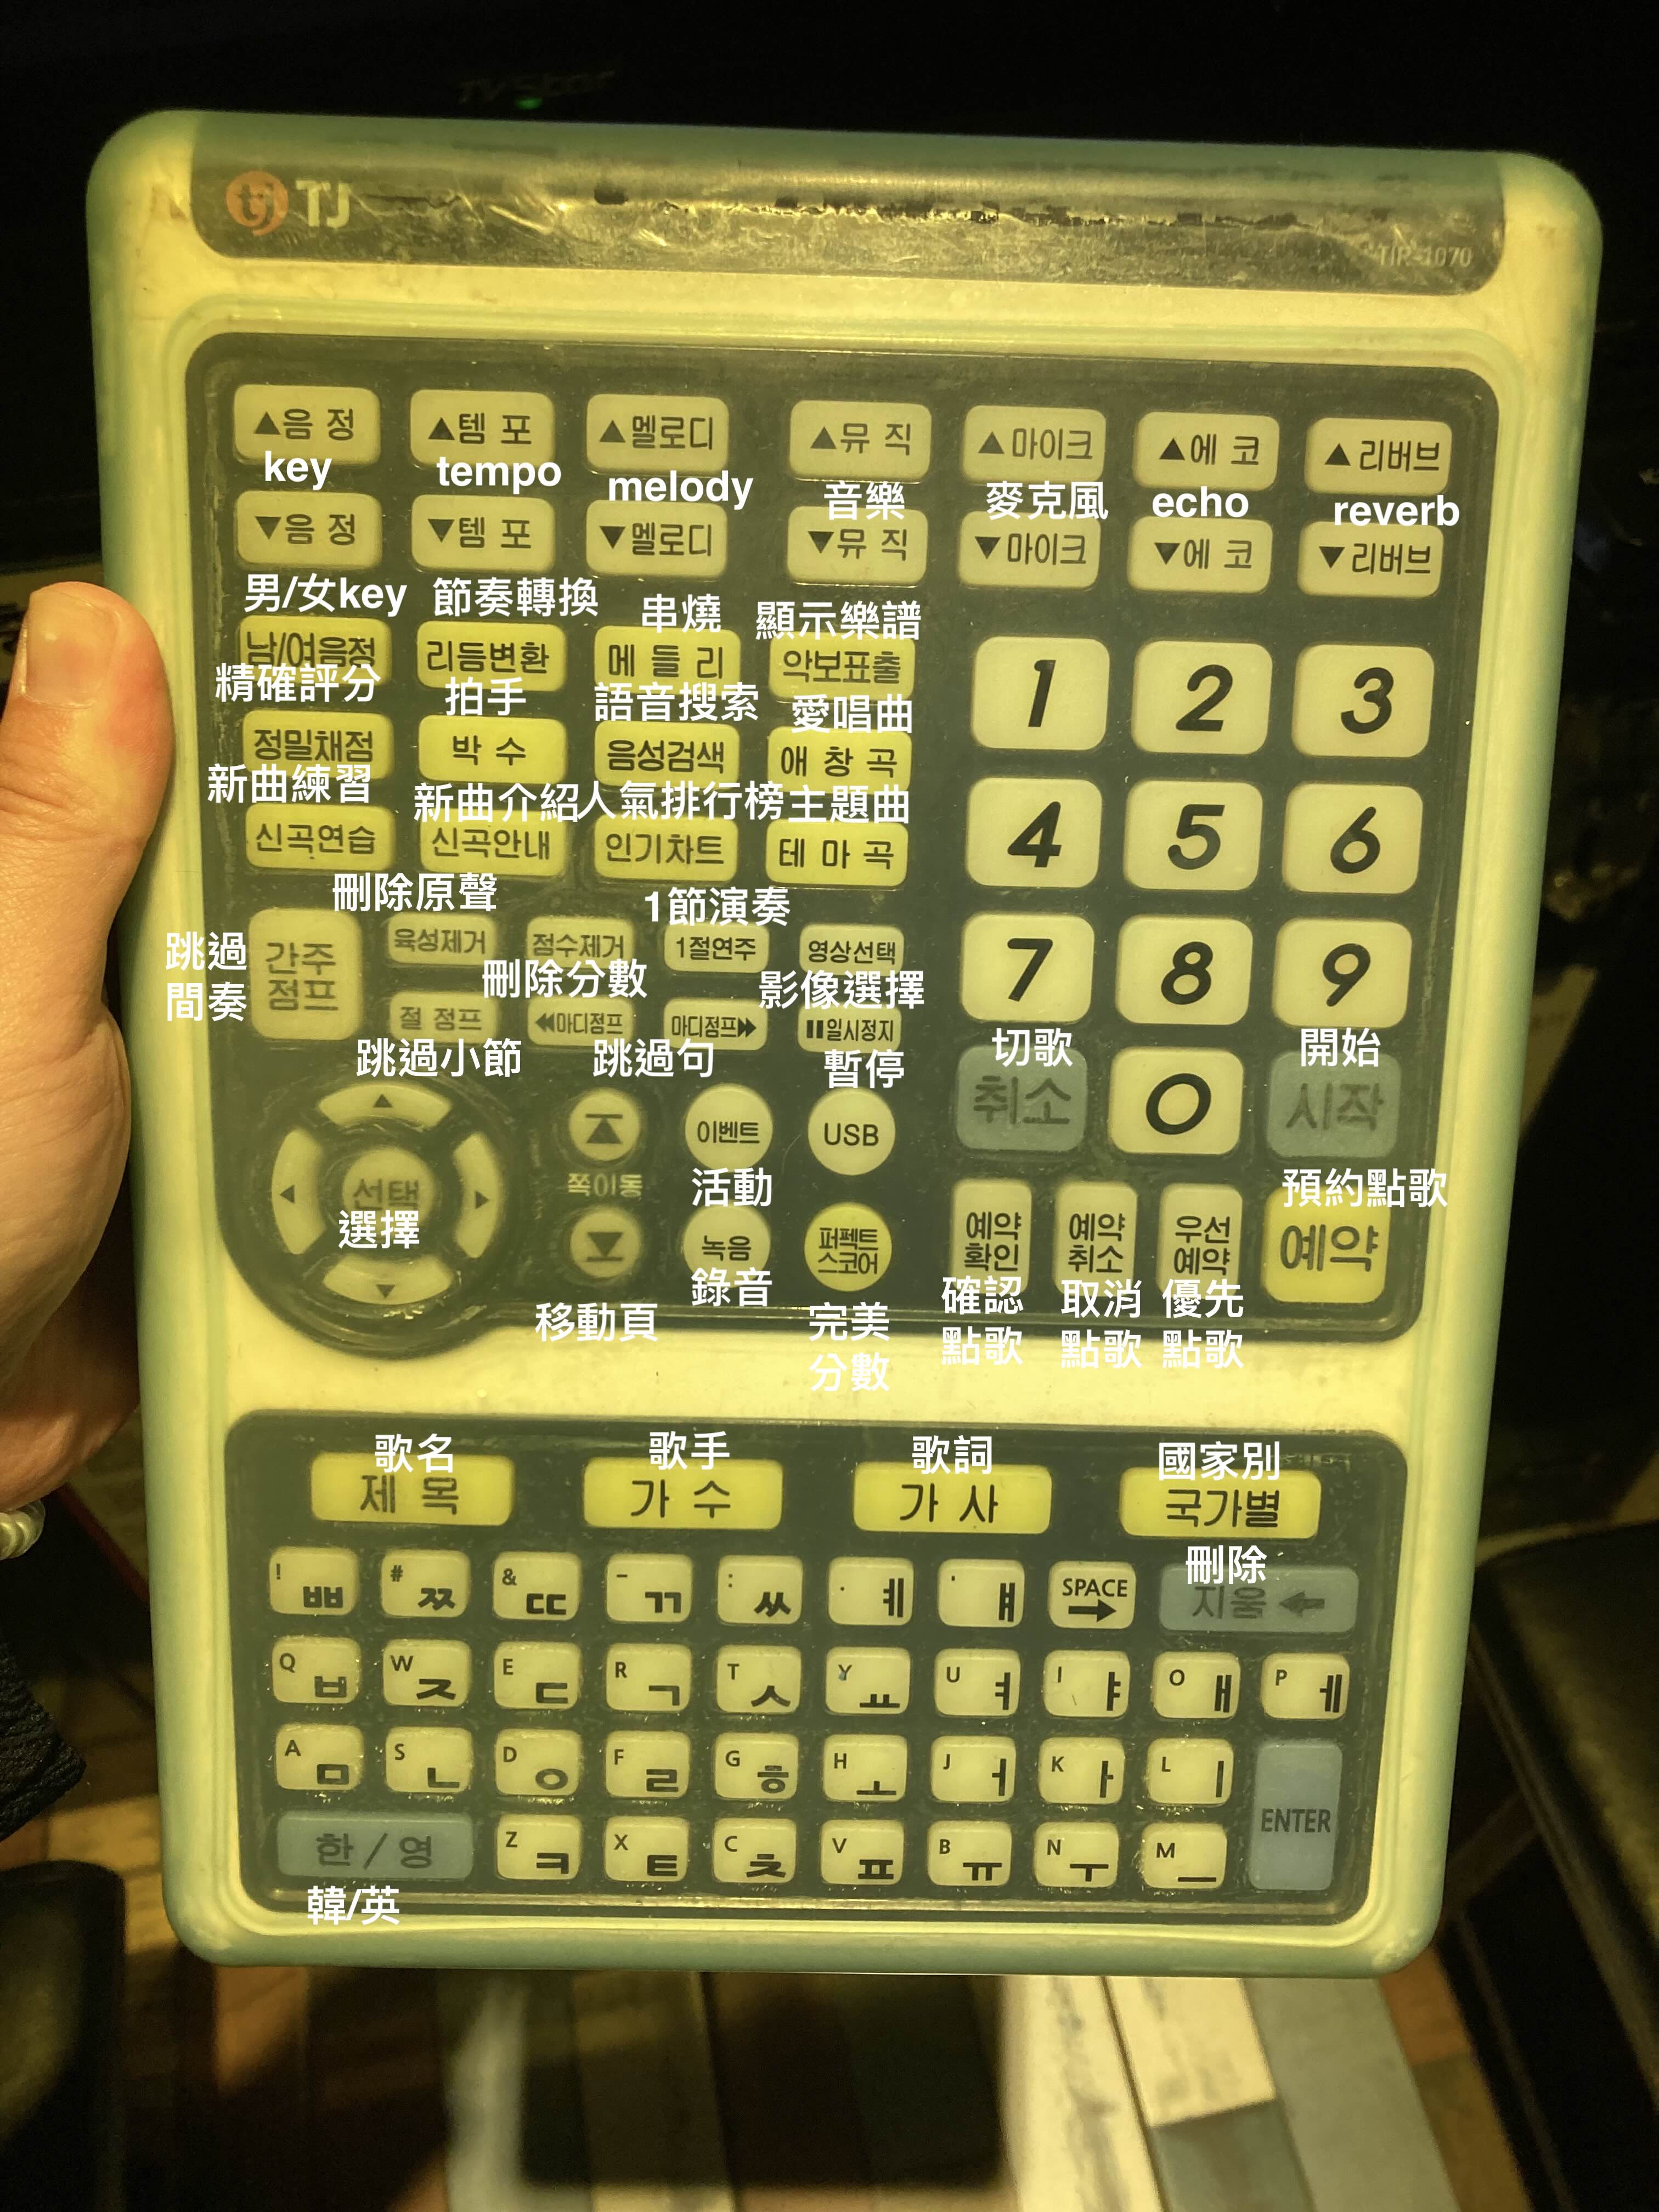 TJ
TIR-1070
▲음 정 ▲템 포 ▲멜로디 ▲뮤 직 ▲마이크 ▲에 코 ▲리버브
key tempo melody 音樂 麥克風 echo reverb
▼음 정 ▼템 포 ▼멜로디 ▼뮤 직 ▼마이크 ▼에 코 ▼리버브
男/女key 節奏轉換 串燒 顯示樂譜
남/여음정 리듬변환 메 들 리 악보표출 1 2 3
精確評分 拍手 語音搜索 愛唱曲
정밀채점 박 수 음성검색 애 창 곡
新曲練習 新曲介紹 人氣排行榜 主題曲
신곡연습 신곡안내 인기차트 테 마 곡 4 5 6
刪除原聲 1節演奏
跳過間奏 간주점프 육성제거 점수제거 1절연주 영상선택 7 8 9
刪除分數 影像選擇
절 점프 ◀◀마디점프 마디점프▶▶ ❚❚일시정지
跳過小節 跳過句 暫停 切歌 開始
▲ 이벤트 USB 취소 0 시작
◀ 선택 ▶ 쪽이동 活動 預約點歌
選擇
▼ 녹음 퍼펙트스코어 예약확인 예약취소 우선예약 예약
移動頁 錄音 完美分數 確認點歌 取消點歌 優先點歌
歌名 歌手 歌詞 國家別
제 목 가 수 가 사 국가별
刪除
! ㅃ # ㅉ & ㄸ - ㄲ : ㅆ · ㅖ ' ㅒ SPACE → 지움 ←
Q ㅂ W ㅈ E ㄷ R ㄱ T ㅅ Y ㅛ U ㅕ I ㅑ O ㅐ P ㅔ
A ㅁ S ㄴ D ㅇ F ㄹ G ㅎ H ㅗ J ㅓ K ㅏ L ㅣ ENTER
한/영 Z ㅋ X ㅌ C ㅊ V ㅍ B ㅠ N ㅜ M ㅡ
韓/英